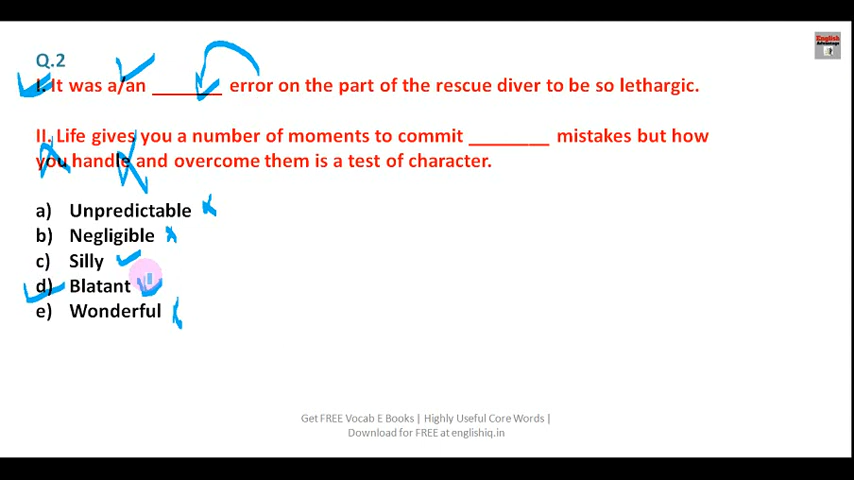 English
Advantage
Q.2
I. It was a/an _______ error on the part of the rescue diver to be so lethargic.
II. Life gives you a number of moments to commit ________ mistakes but how
you handle and overcome them is a test of character.
a) Unpredictable
b) Negligible
c) Silly
d) Blatant
e) Wonderful
Get FREE Vocab E Books | Highly Useful Core Words |
Download for FREE at englishiq.in